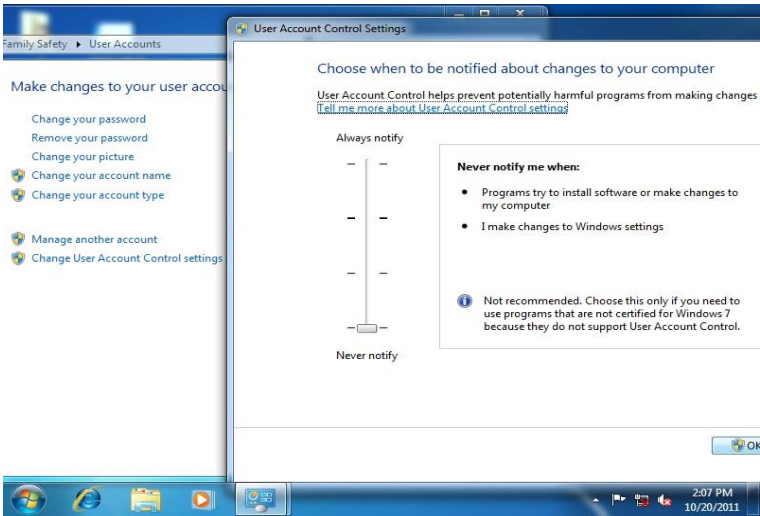 Family Safety ▸ User Accounts
Make changes to your user accou
Change your password
Remove your password
Change your picture
Change your account name
Change your account type
Manage another account
Change User Account Control settings
User Account Control Settings
Choose when to be notified about changes to your computer
User Account Control helps prevent potentially harmful programs from making changes
Tell me more about User Account Control settings
Always notify
Never notify
Never notify me when:
• Programs try to install software or make changes to
my computer
• I make changes to Windows settings
Not recommended. Choose this only if you need to
use programs that are not certified for Windows 7
because they do not support User Account Control.
OK
2:07 PM
10/20/2011